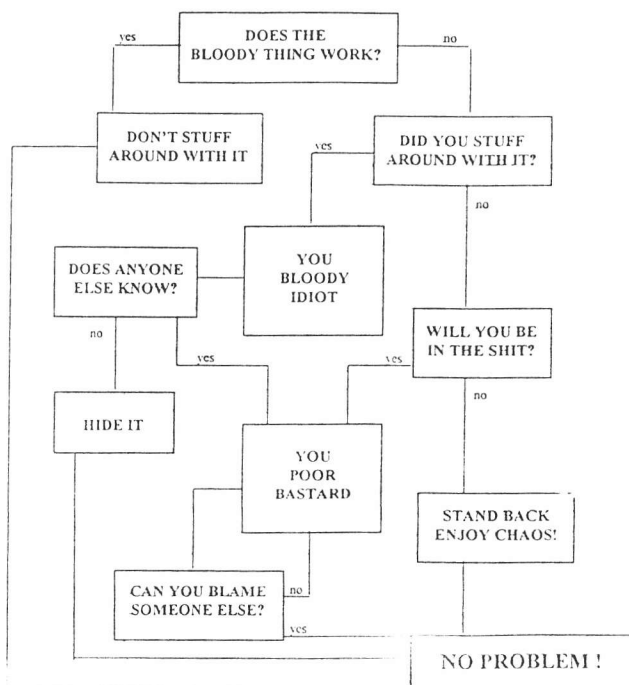 DOES THE
BLOODY THING WORK?
yes
no
DON'T STUFF
AROUND WITH IT
DID YOU STUFF
AROUND WITH IT?
yes
no
YOU
BLOODY
IDIOT
DOES ANYONE
ELSE KNOW?
WILL YOU BE
IN THE SHIT?
no
yes
yes
no
HIDE IT
YOU
POOR
BASTARD
STAND BACK
ENJOY CHAOS!
CAN YOU BLAME
SOMEONE ELSE?
no
yes
NO PROBLEM !